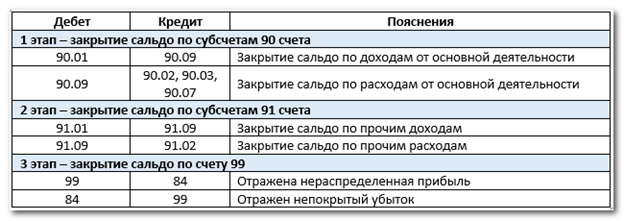 Дебет Кредит Пояснения
1 этап – закрытие сальдо по субсчетам 90 счета
90.01 90.09 Закрытие сальдо по доходам от основной деятельности
90.09 90.02, 90.03, 90.07 Закрытие сальдо по расходам от основной деятельности
2 этап – закрытие сальдо по субсчетам 91 счета
91.01 91.09 Закрытие сальдо по прочим доходам
91.09 91.02 Закрытие сальдо по прочим расходам
3 этап – закрытие сальдо по счету 99
99 84 Отражена нераспределенная прибыль
84 99 Отражен непокрытый убыток